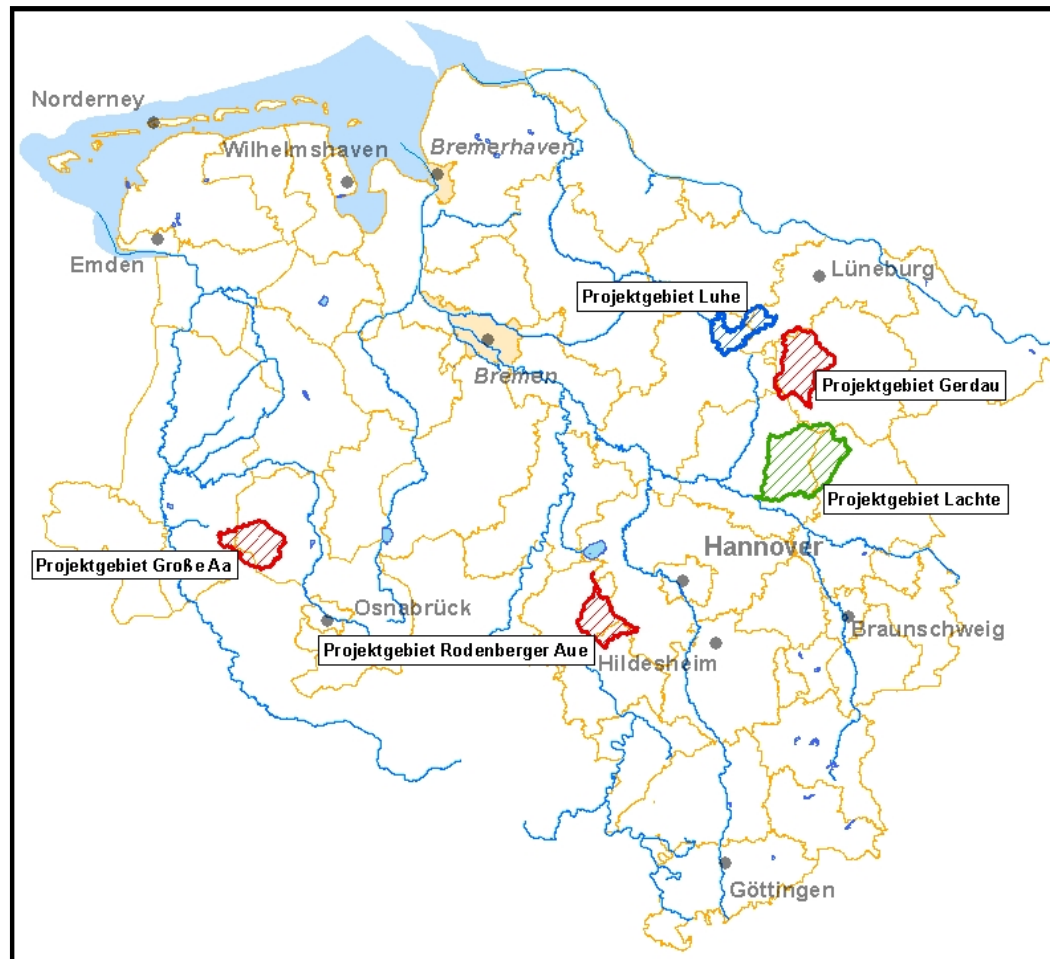 Norderney
Wilhelmshaven
Bremerhaven
Emden
Lüneburg
Projektgebiet Luhe
Bremen
Projektgebiet Gerdau
Projektgebiet Lachte
Hannover
Projektgebiet Große Aa
Osnabrück
Braunschweig
Projektgebiet Rodenberger Aue
Hildesheim
Göttingen